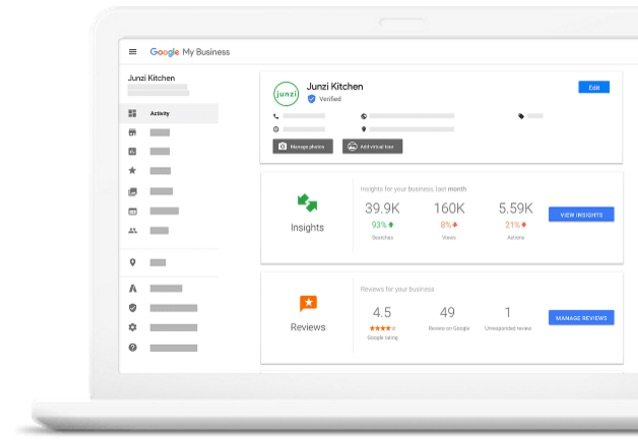 Google My Business
Junzi Kitchen
Activity
junzi
Junzi Kitchen
Verified
Edit
Manage photos
Add virtual tour
Insights
Insights for your business, last month
39.9K 160K 5.59K
93% 8% 21%
Searches Views Actions
VIEW INSIGHTS
Reviews
Reviews for your business
4.5 49 1
Google rating Review on Google Unresponded review
MANAGE REVIEWS